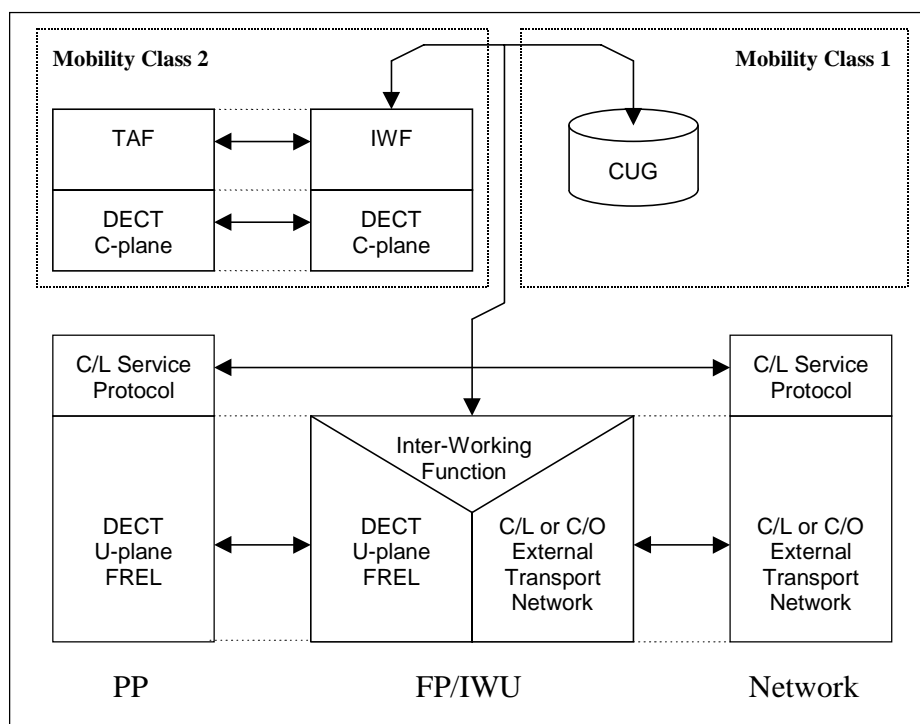 Mobility Class 2
Mobility Class 1
TAF
IWF
CUG
DECT
C-plane
DECT
C-plane
C/L Service
Protocol
C/L Service
Protocol
Inter-Working
Function
DECT
U-plane
FREL
DECT
U-plane
FREL
C/L or C/O
External
Transport
Network
C/L or C/O
External
Transport
Network
PP
FP/IWU
Network